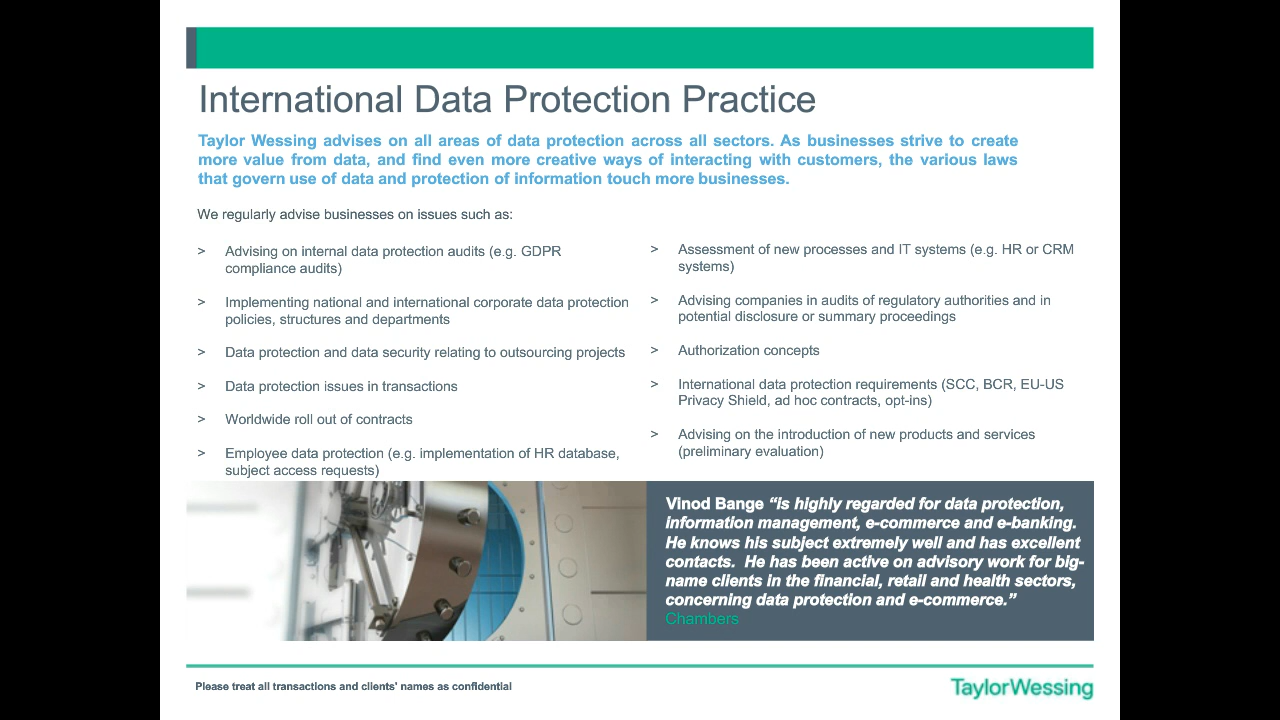 International Data Protection Practice
Taylor Wessing advises on all areas of data protection across all sectors. As businesses strive to create
more value from data, and find even more creative ways of interacting with customers, the various laws
that govern use of data and protection of information touch more businesses.
We regularly advise businesses on issues such as:
> Advising on internal data protection audits (e.g. GDPR
compliance audits)
> Implementing national and international corporate data protection
policies, structures and departments
> Data protection and data security relating to outsourcing projects
> Data protection issues in transactions
> Worldwide roll out of contracts
> Employee data protection (e.g. implementation of HR database,
subject access requests)
> Assessment of new processes and IT systems (e.g. HR or CRM
systems)
> Advising companies in audits of regulatory authorities and in
potential disclosure or summary proceedings
> Authorization concepts
> International data protection requirements (SCC, BCR, EU-US
Privacy Shield, ad hoc contracts, opt-ins)
> Advising on the introduction of new products and services
(preliminary evaluation)
Vinod Bange “is highly regarded for data protection,
information management, e-commerce and e-banking.
He knows his subject extremely well and has excellent
contacts.  He has been active on advisory work for big-
name clients in the financial, retail and health sectors,
concerning data protection and e-commerce.”
Chambers
Please treat all transactions and clients' names as confidential
TaylorWessing